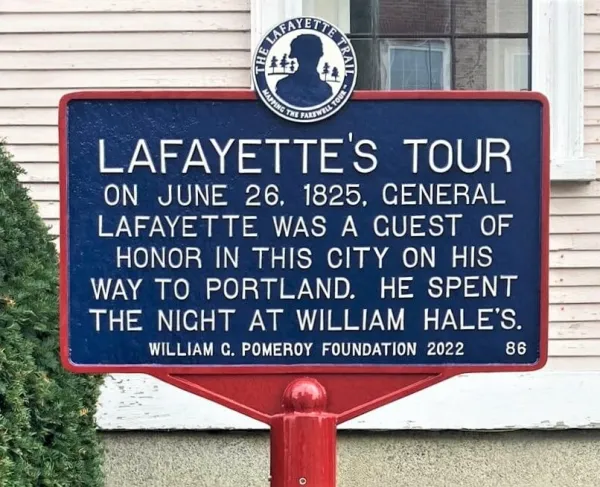 THE LAFAYETTE TRAIL
MAPPING THE FAREWELL TOUR
LAFAYETTE'S TOUR
ON JUNE 26, 1825, GENERAL
LAFAYETTE WAS A GUEST OF
HONOR IN THIS CITY ON HIS
WAY TO PORTLAND. HE SPENT
THE NIGHT AT WILLIAM HALE'S.
WILLIAM G. POMEROY FOUNDATION 2022 86